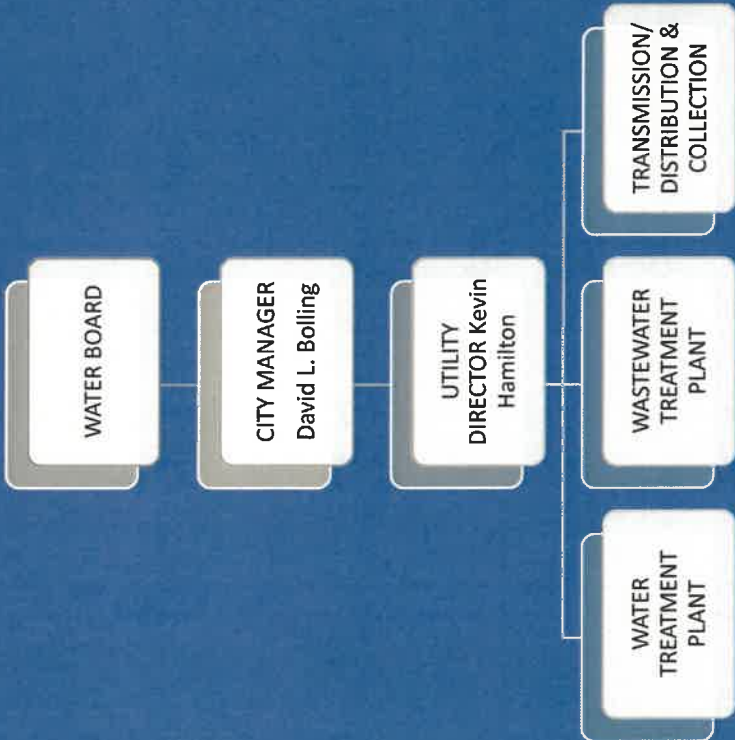 WATER BOARD
CITY MANAGER
David L. Bolling
UTILITY
DIRECTOR Kevin
Hamilton
WATER
TREATMENT
PLANT
WASTEWATER
TREATMENT
PLANT
TRANSMISSION/
DISTRIBUTION &
COLLECTION